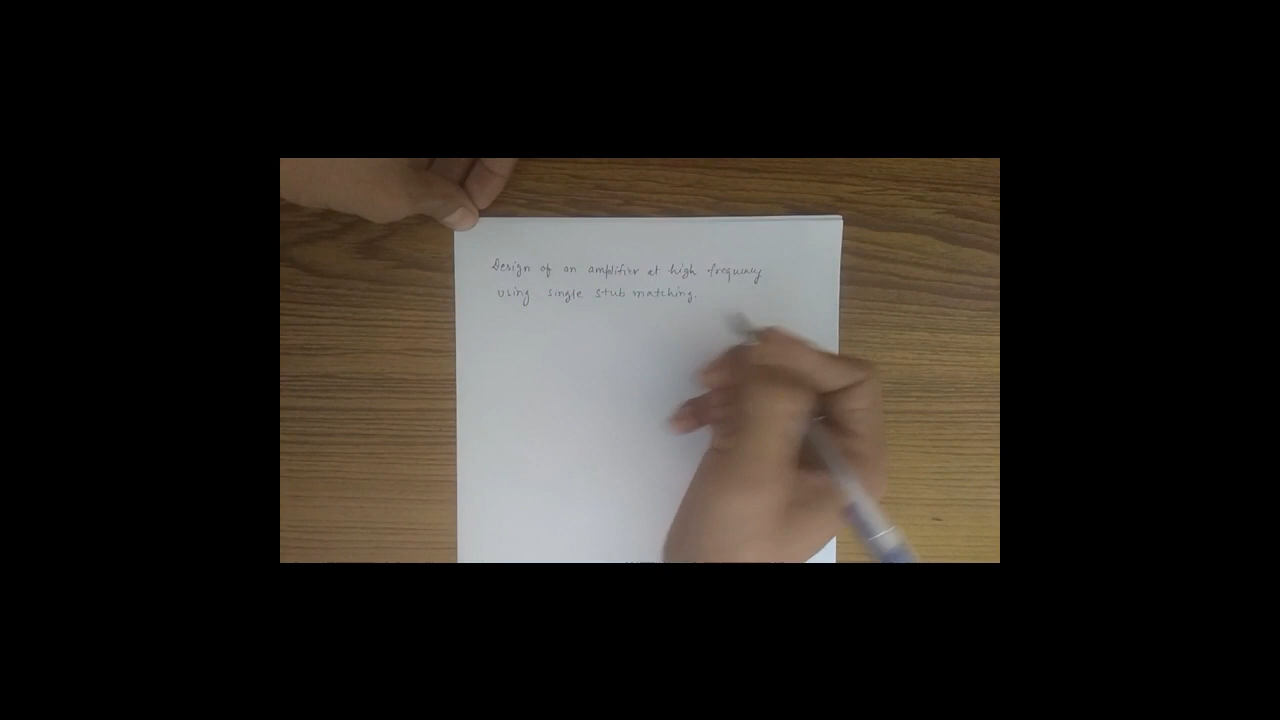 Design of an amplifier at high frequency
using single stub matching.